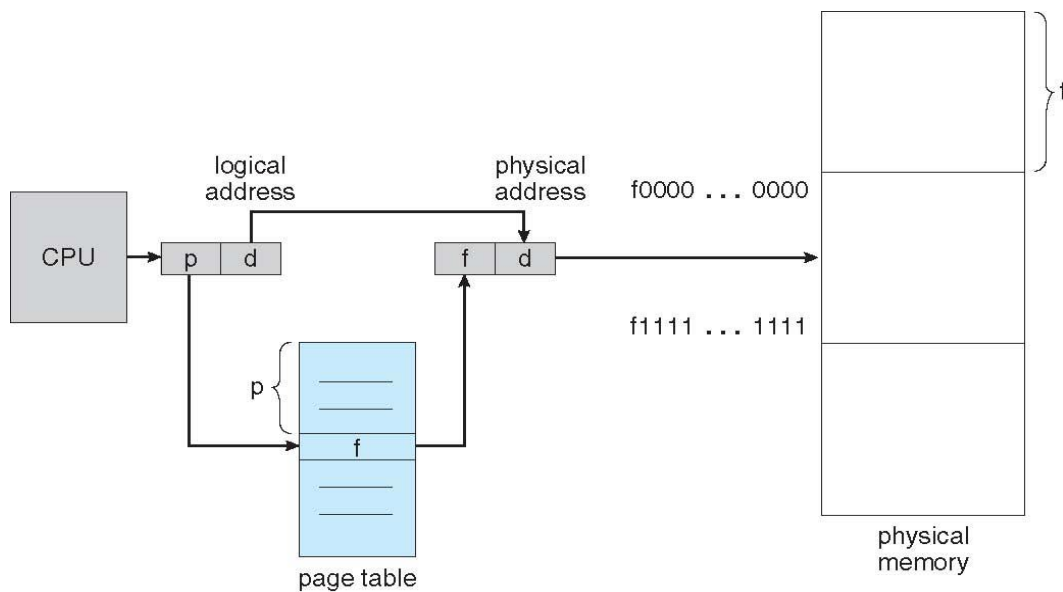 logical
address
physical
address
f
f0000 ... 0000
CPU
p d
f d
f1111 ... 1111
p
f
page table
physical
memory